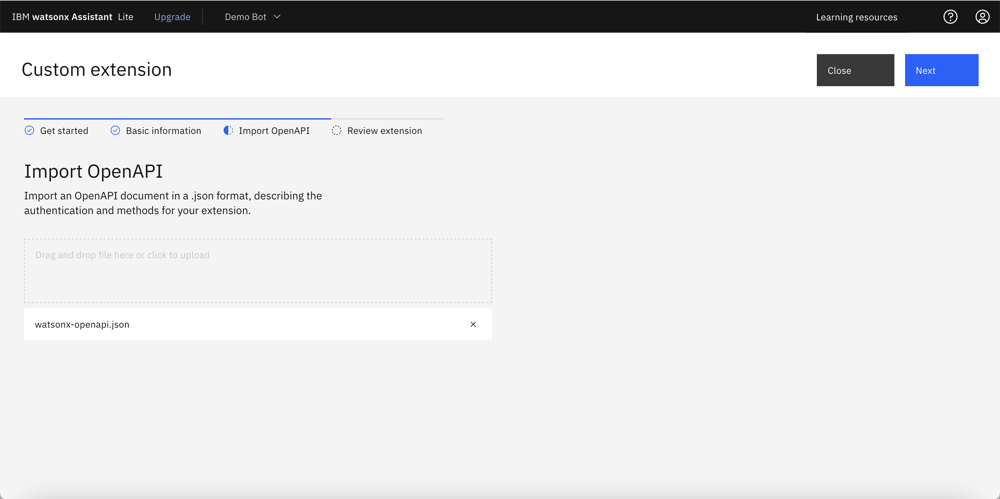 IBM watsonx Assistant Lite Upgrade Demo Bot Learning resources
Custom extension
Close Next
Get started Basic information Import OpenAPI Review extension
Import OpenAPI
Import an OpenAPI document in a .json format, describing the
authentication and methods for your extension.
Drag and drop file here or click to upload
watsonx-openapi.json